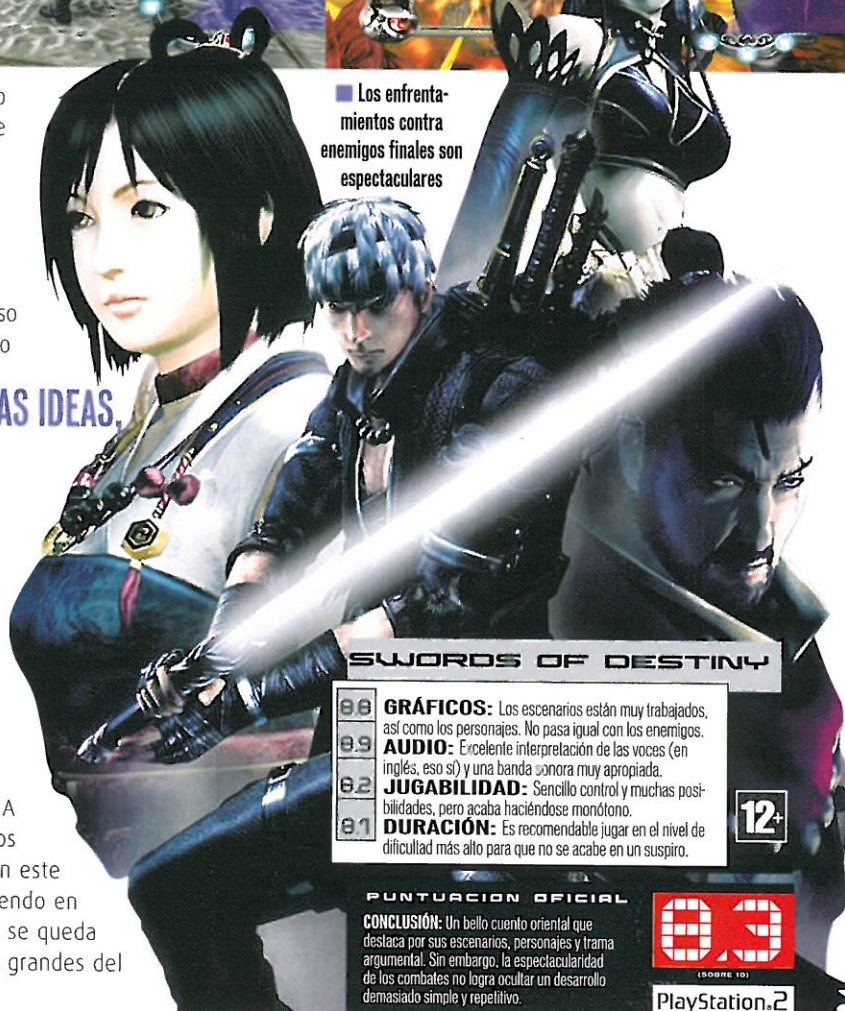 ■ Los enfrenta-
mientos contra
enemigos finales son
espectaculares
so
o
AS IDEAS,
A
os
n este
endo en
se queda
grandes del
SWORDS OF DESTINY
8.8 GRÁFICOS: Los escenarios están muy trabajados,
así como los personajes. No pasa igual con los enemigos.
8.9 AUDIO: Excelente interpretación de las voces (en
inglés, eso sí) y una banda sonora muy apropiada.
8.2 JUGABILIDAD: Sencillo control y muchas posi-
bilidades, pero acaba haciéndose monótono.
8.1 DURACIÓN: Es recomendable jugar en el nivel de
dificultad más alto para que no se acabe en un suspiro.
12+
PUNTUACION OFICIAL
CONCLUSIÓN: Un bello cuento oriental que
destaca por sus escenarios, personajes y trama
argumental. Sin embargo, la espectacularidad
de los combates no logra ocultar un desarrollo
demasiado simple y repetitivo.
8.3
(SOBRE 10)
PlayStation.2